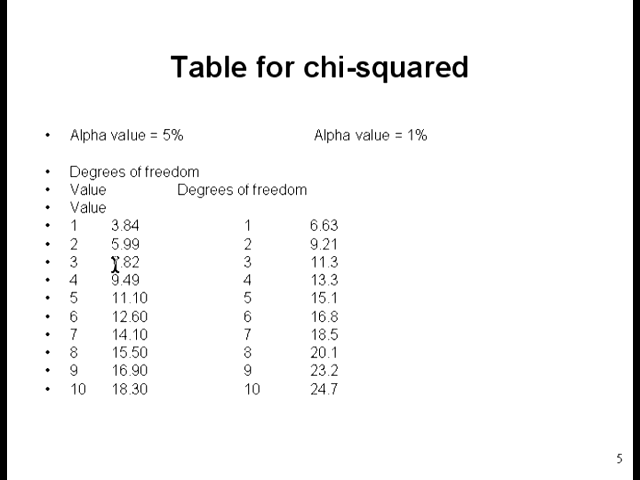 Table for chi-squared
• Alpha value = 5% Alpha value = 1%
• Degrees of freedom
• Value Degrees of freedom
• Value
• 1 3.84 1 6.63
• 2 5.99 2 9.21
• 3 .82 3 11.3
• 4 9.49 4 13.3
• 5 11.10 5 15.1
• 6 12.60 6 16.8
• 7 14.10 7 18.5
• 8 15.50 8 20.1
• 9 16.90 9 23.2
• 10 18.30 10 24.7
5